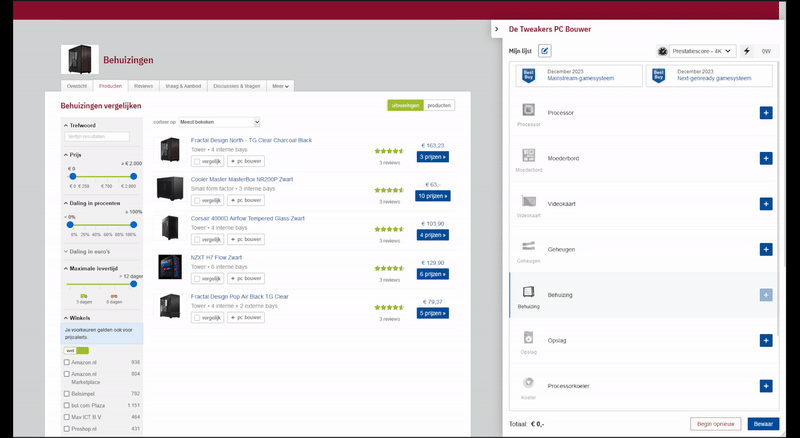 De Tweakers PC Bouwer
Behuizingen
Overzicht Producten Reviews Vraag & Aanbod Discussies & Vragen Meer
Behuizingen vergelijken
uitvoeringen producten
Trefwoord
Verfijn resultaten
Prijs
≥ € 2.000
€ 0
€ 0 € 259 € 760 € 2.000
Daling in procenten
≥ 100%
< 0%
0% 20% 40% 60% 80% 100%
Daling in euro's
Maximale levertijd
> 12 dagen
3 dagen 8 dagen
Winkels
Je voorkeuren gelden ook voor prijsalerts.
wel
Amazon.nl 938
Amazon.nl Marketplace 804
Belsimpel 792
bol.com Plaza 1.151
Max ICT B.V. 464
Proshop.nl 431
sorteer op Meest bekeken
Fractal Design North - TG Clear Charcoal Black
Tower • 4 interne bays
vergelijk + pc bouwer
3 reviews
€ 163,23
3 prijzen »
Cooler Master MasterBox NR200P Zwart
Small form factor • 5 interne bays
vergelijk + pc bouwer
3 reviews
€ 63,-
10 prijzen »
Corsair 4000D Airflow Tempered Glass Zwart
Tower • 4 interne bays
vergelijk + pc bouwer
3 reviews
€ 103,90
4 prijzen »
NZXT H7 Flow Zwart
Tower • 8 interne bays
vergelijk + pc bouwer
3 reviews
€ 129,90
6 prijzen »
Fractal Design Pop Air Black TG Clear
Tower • 4 interne + 2 externe bays
vergelijk + pc bouwer
3 reviews
€ 79,37
5 prijzen »
Mijn lijst
Prestatiescore - 4K
0W
Best Buy
December 2023
Mainstream-gamesysteem
Best Buy
December 2023
Next-genready gamesysteem
Processor
Processor
Moederbord
Moederbord
Videokaart
Videokaart
Geheugen
Geheugen
Behuizing
Behuizing
Opslag
Opslag
Processorkoeler
Koeler
Totaal: € 0,-
Begin opnieuw
Bewaar